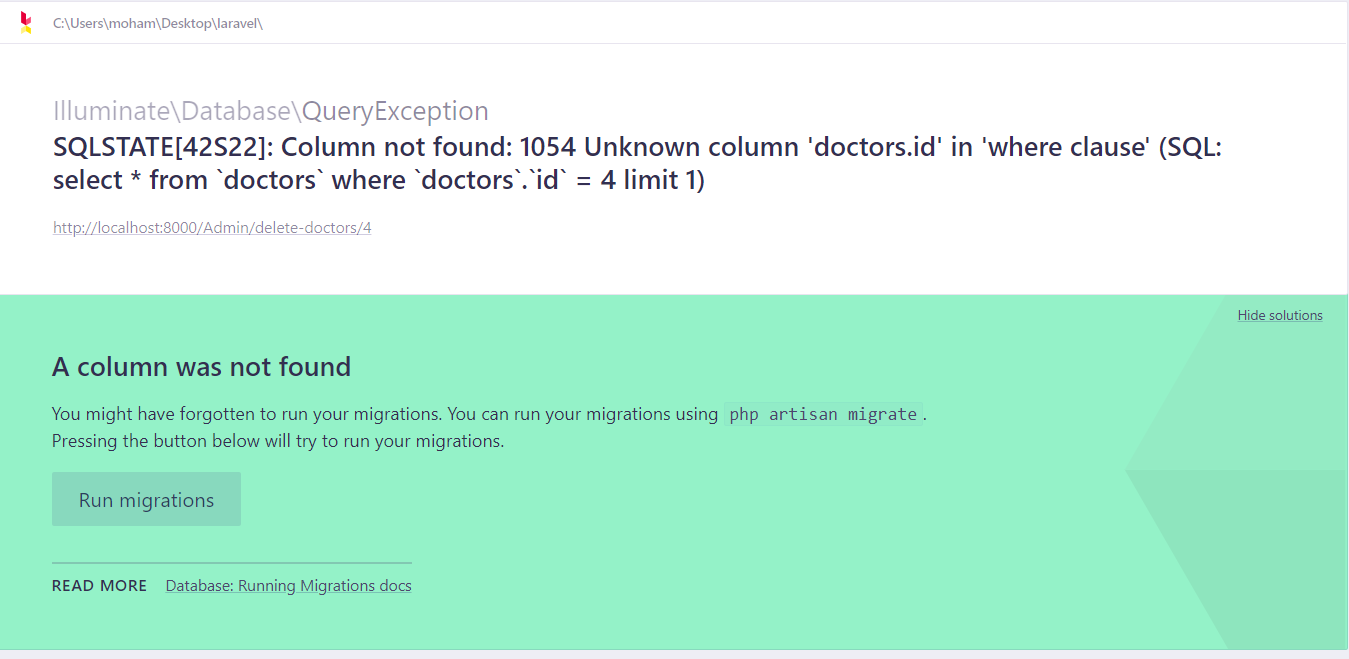 C:\Users\moham\Desktop\laravel\
Illuminate\Database\QueryException
SQLSTATE[42S22]: Column not found: 1054 Unknown column 'doctors.id' in 'where clause' (SQL:
select * from `doctors` where `doctors`.`id` = 4 limit 1)
http://localhost:8000/Admin/delete-doctors/4
Hide solutions
A column was not found
You might have forgotten to run your migrations. You can run your migrations using php artisan migrate.
Pressing the button below will try to run your migrations.
Run migrations
READ MORE Database: Running Migrations docs